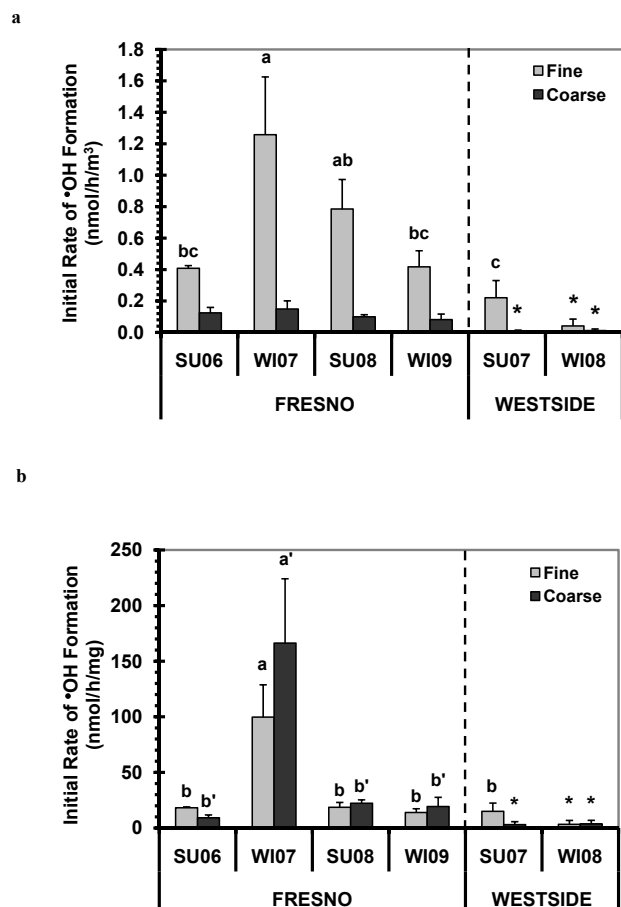 a
Initial Rate of •OH Formation
(nmol/h/m³)
1.8
1.6
1.4
1.2
1.0
0.8
0.6
0.4
0.2
0.0
Fine
Coarse
bc
a
ab
bc
c
*
*
*
SU06 WI07 SU08 WI09 SU07 WI08
FRESNO WESTSIDE
b
Initial Rate of •OH Formation
(nmol/h/mg)
250
200
150
100
50
0
Fine
Coarse
b b'
a a'
b b'
b b'
b *
* *
SU06 WI07 SU08 WI09 SU07 WI08
FRESNO WESTSIDE